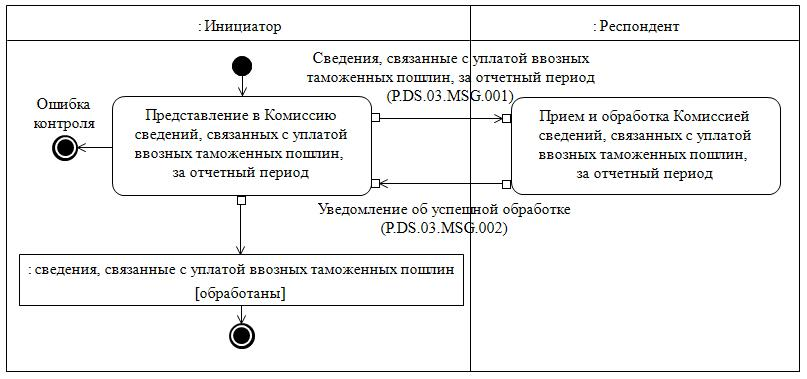 : Инициатор
: Респондент
Сведения, связанные с уплатой ввозных
таможенных пошлин, за отчетный период
(P.DS.03.MSG.001)
Ошибка
контроля
Представление в Комиссию
сведений, связанных с уплатой
ввозных таможенных пошлин,
за отчетный период
Прием и обработка Комиссией
сведений, связанных с уплатой
ввозных таможенных пошлин,
за отчетный период
Уведомление об успешной обработке
(P.DS.03.MSG.002)
: сведения, связанные с уплатой ввозных таможенных пошлин
[обработаны]